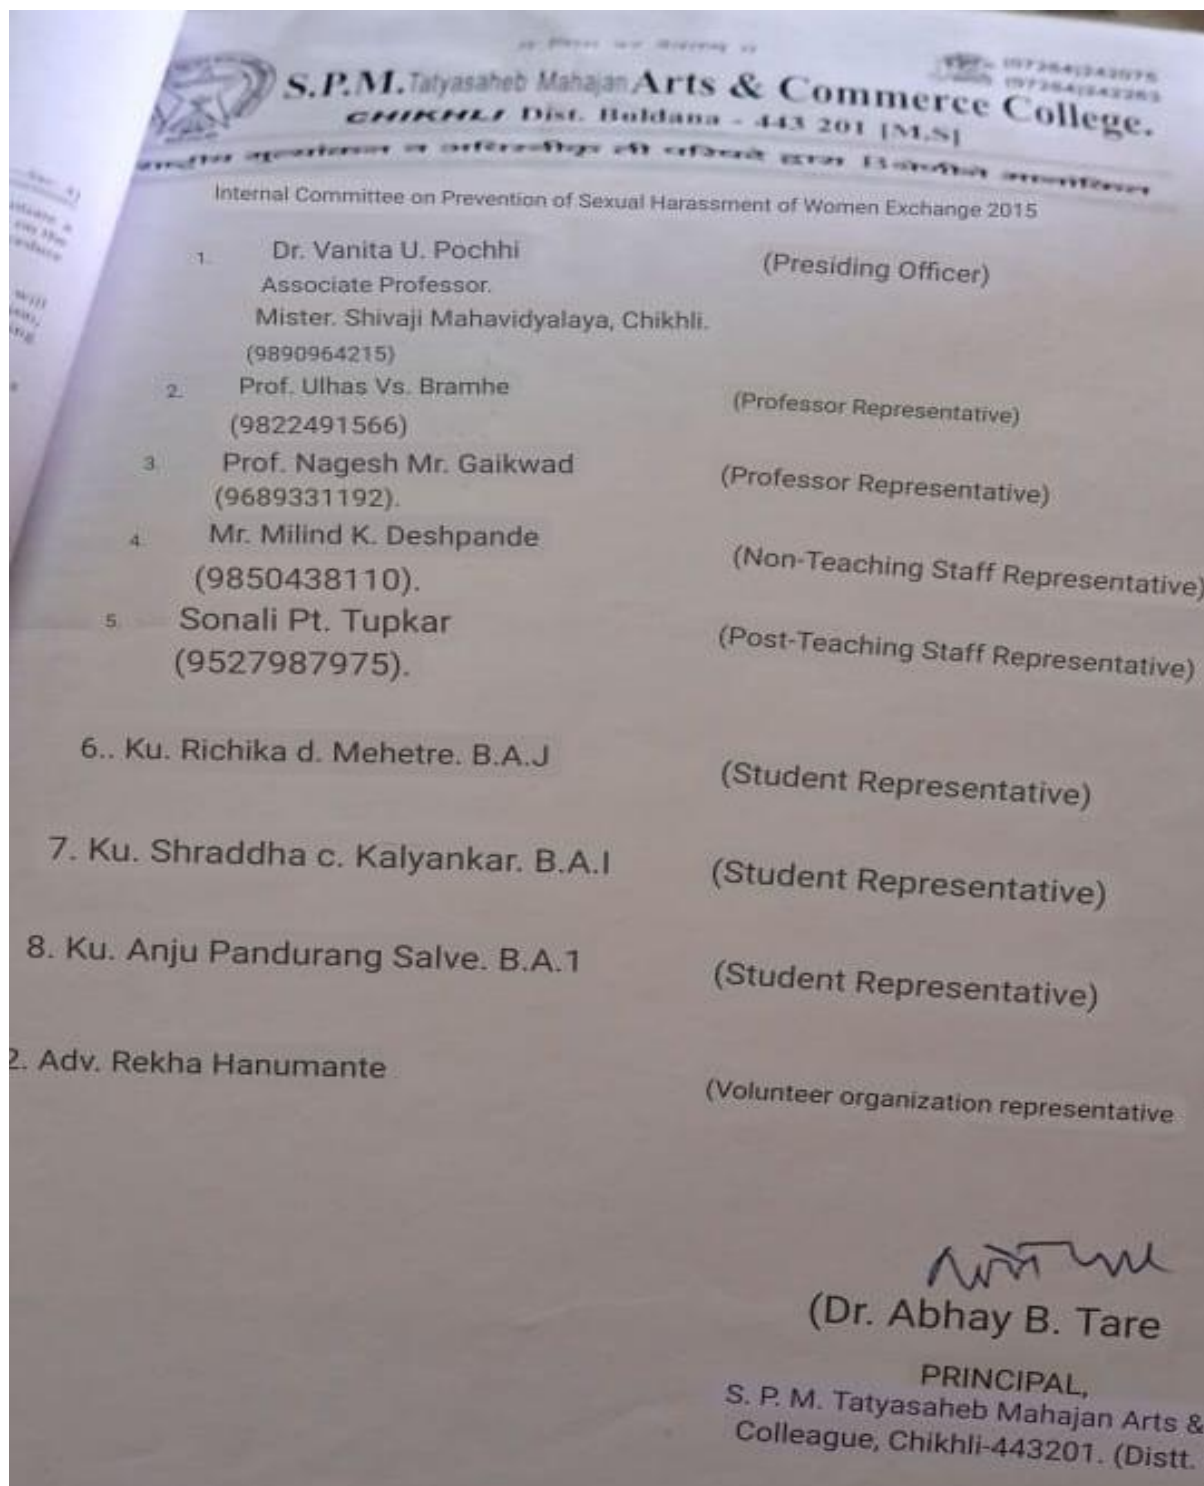 S.P.M. Tatyasaheb Mahajan Arts & Commerce College.
CHIKHLI Dist. Buldana - 443 201 [M.S]
Internal Committee on Prevention of Sexual Harassment of Women Exchange 2015
1. Dr. Vanita U. Pochhi (Presiding Officer)
Associate Professor.
Mister. Shivaji Mahavidyalaya, Chikhli.
(9890964215)
2. Prof. Ulhas Vs. Bramhe (Professor Representative)
(9822491566)
3. Prof. Nagesh Mr. Gaikwad (Professor Representative)
(9689331192).
4. Mr. Milind K. Deshpande (Non-Teaching Staff Representative)
(9850438110).
5. Sonali Pt. Tupkar (Post-Teaching Staff Representative)
(9527987975).
6.. Ku. Richika d. Mehetre. B.A.J (Student Representative)
7. Ku. Shraddha c. Kalyankar. B.A.I (Student Representative)
8. Ku. Anju Pandurang Salve. B.A.1 (Student Representative)
2. Adv. Rekha Hanumante (Volunteer organization representative
(Dr. Abhay B. Tare
PRINCIPAL,
S. P. M. Tatyasaheb Mahajan Arts &
Colleague, Chikhli-443201. (Distt.